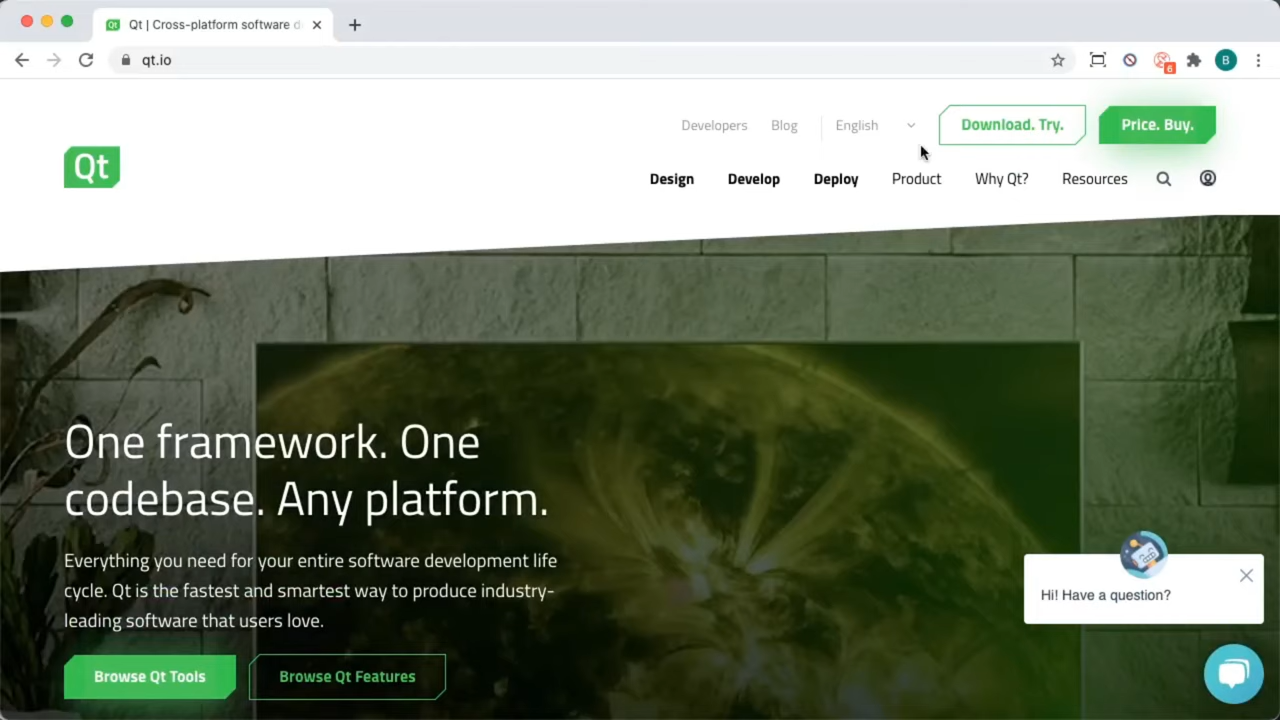 Qt | Cross-platform software d
qt.io
6
B
Developers Blog English Download. Try. Price. Buy.
Qt
Design Develop Deploy Product Why Qt? Resources
One framework. One
codebase. Any platform.
Everything you need for your entire software development life
cycle. Qt is the fastest and smartest way to produce industry-
leading software that users love.
Hi! Have a question?
Browse Qt Tools Browse Qt Features